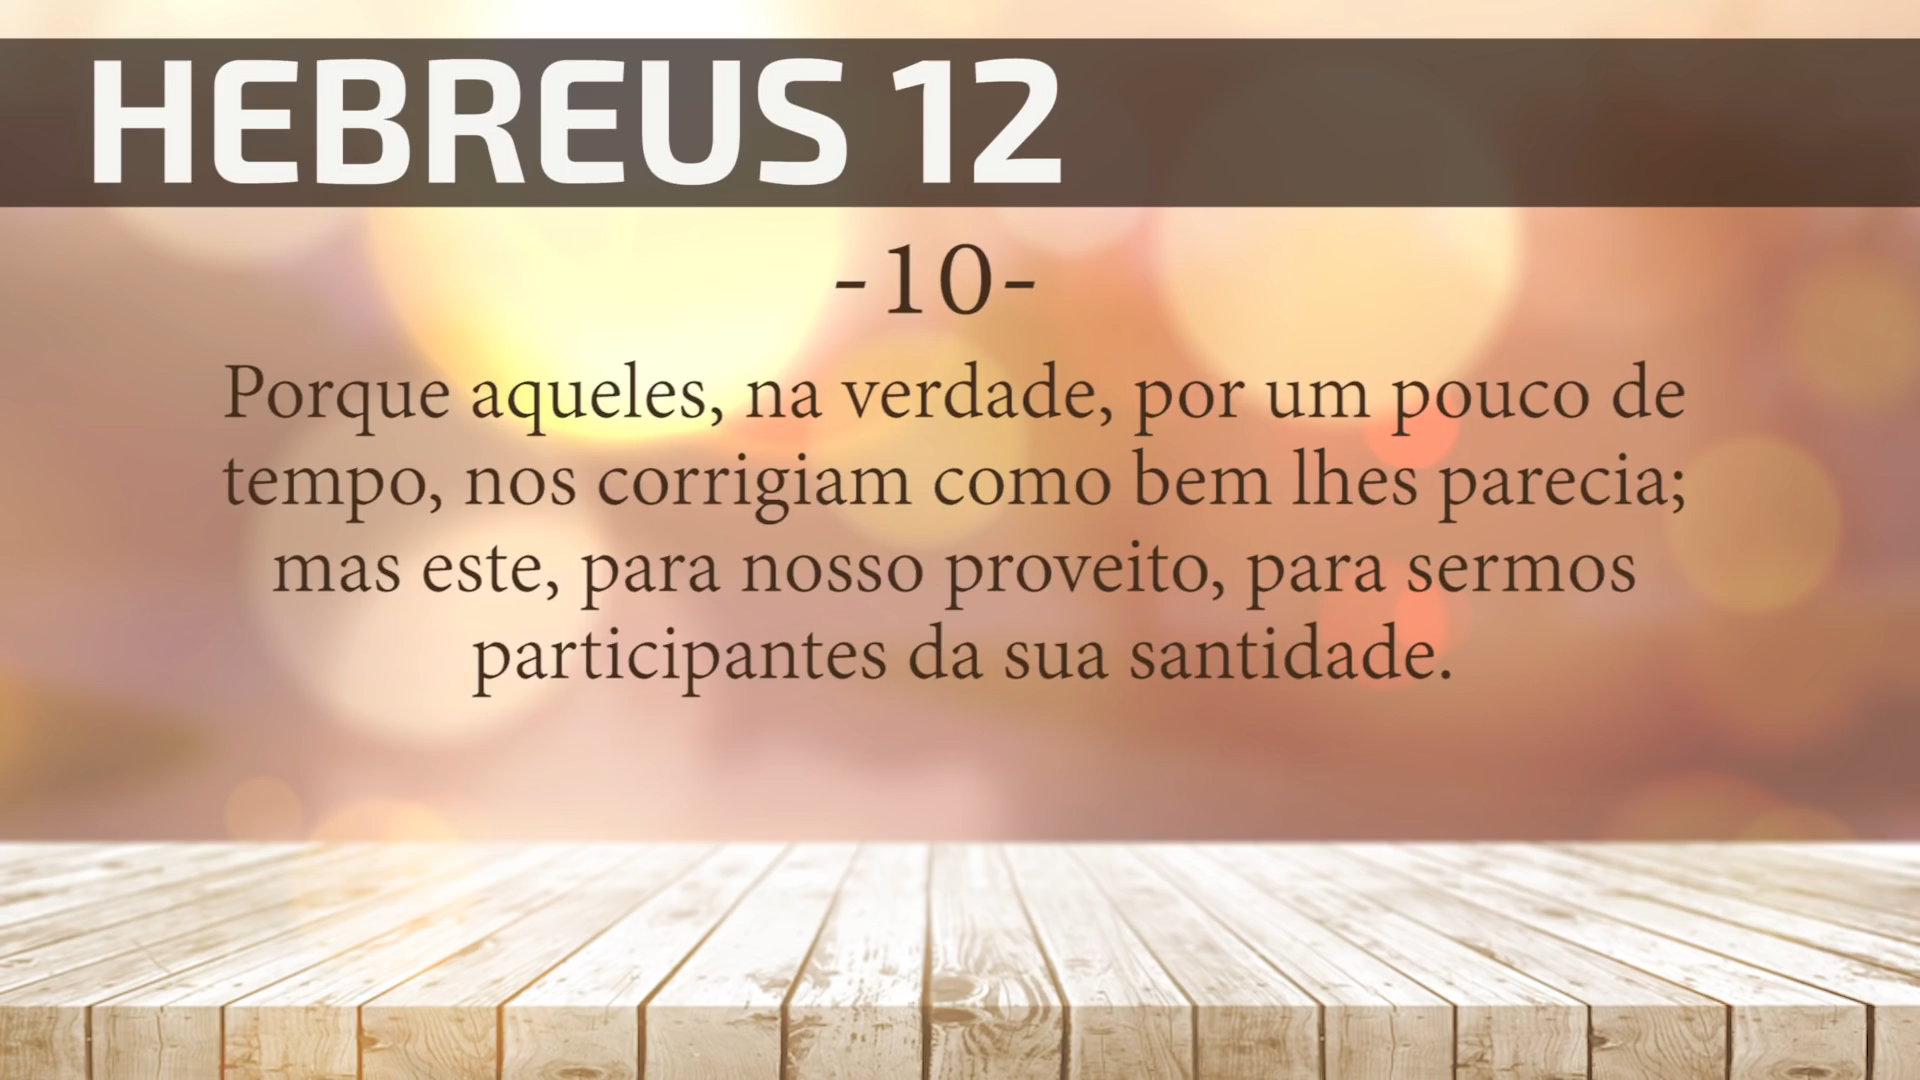 HEBREUS 12
-10-
Porque aqueles, na verdade, por um pouco de
tempo, nos corrigiam como bem lhes parecia;
mas este, para nosso proveito, para sermos
participantes da sua santidade.